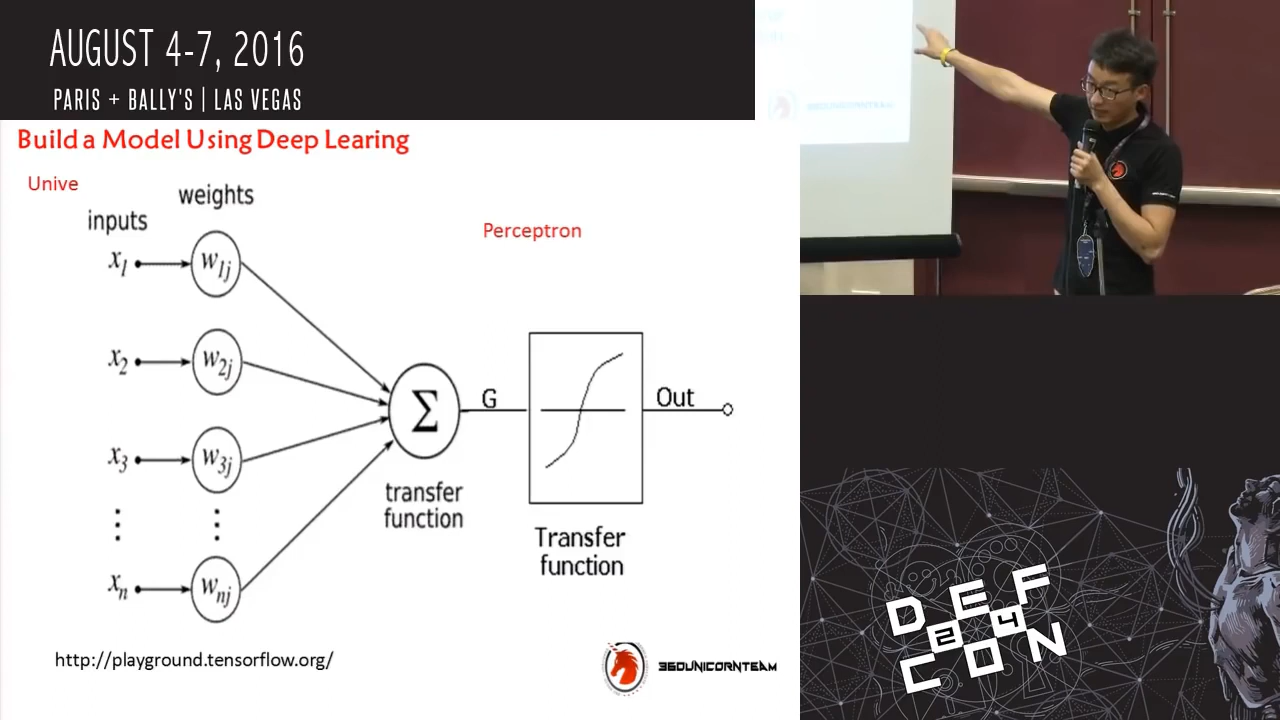 AUGUST 4-7, 2016
PARIS + BALLY'S | LAS VEGAS
Build a Model Using Deep Learing
Unive
weights
inputs
Perceptron
x1
w1j
x2
w2j
Σ
G
Out
x3
w3j
transfer
function
Transfer
function
xn
wnj
http://playground.tensorflow.org/
360UNICORNTEAM
360UNICORNTEAM
DEF
24
CON